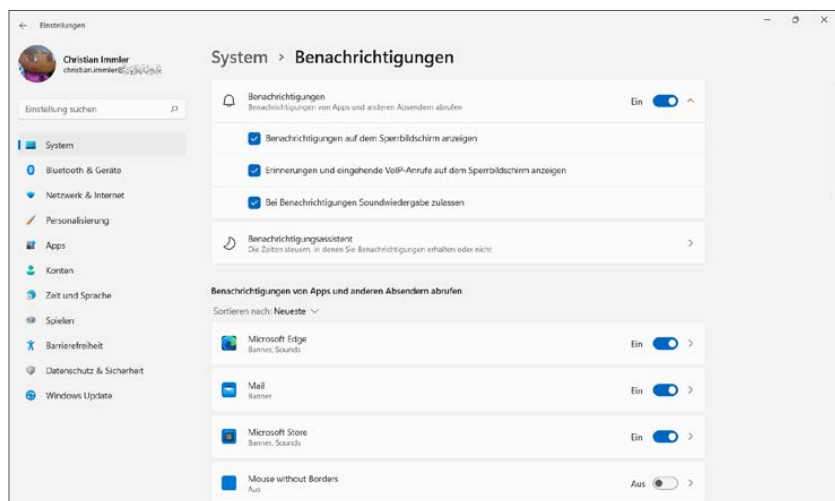 Einstellungen
Christian Immler
christian.immler
Einstellung suchen
System
Bluetooth & Geräte
Netzwerk & Internet
Personalisierung
Apps
Konten
Zeit und Sprache
Spielen
Barrierefreiheit
Datenschutz & Sicherheit
Windows Update
System > Benachrichtigungen
Benachrichtigungen
Benachrichtigungen von Apps und anderen Absendern abrufen
Ein
Benachrichtigungen auf dem Sperrbildschirm anzeigen
Erinnerungen und eingehende VoIP-Anrufe auf dem Sperrbildschirm anzeigen
Bei Benachrichtigungen Soundwiedergabe zulassen
Benachrichtigungsassistent
Die Zeiten steuern, in denen Sie Benachrichtigungen erhalten oder nicht
Benachrichtigungen von Apps und anderen Absendern abrufen
Sortieren nach: Neueste
Microsoft Edge
Banner, Sounds
Ein
Mail
Banner
Ein
Microsoft Store
Banner, Sounds
Ein
Mouse without Borders
Aus
Aus